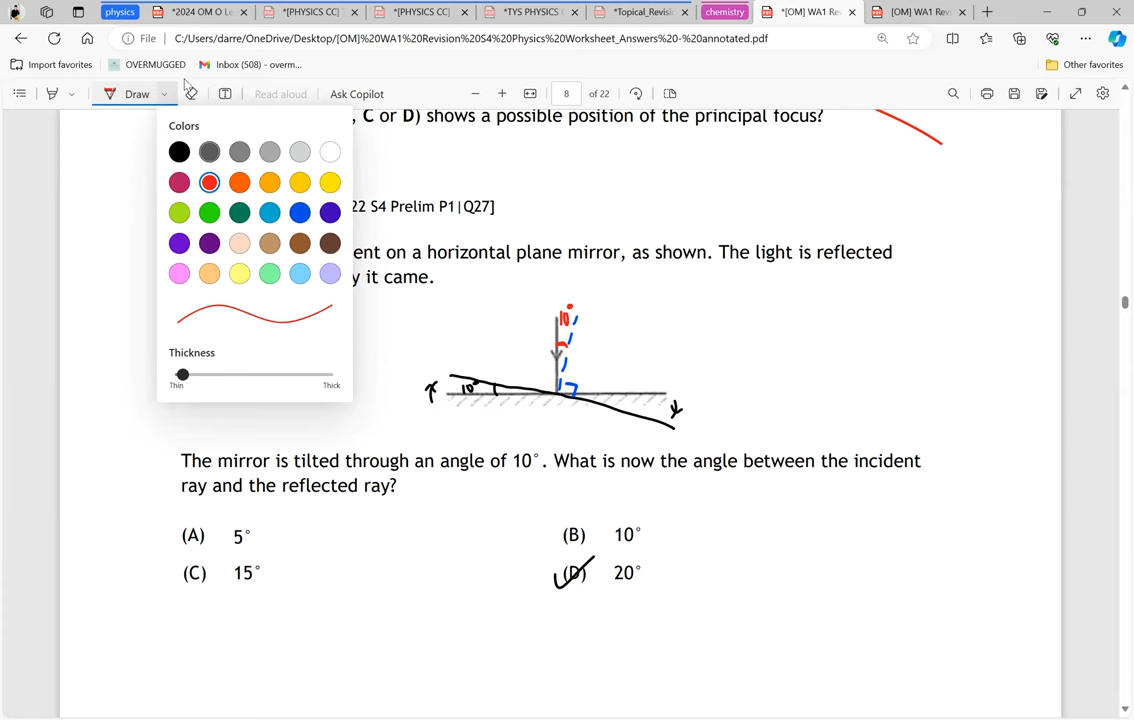 physics
*2024 OM O Le
*[PHYSICS CC]
*[PHYSICS CC]
*TYS PHYSICS
*Topical_Revis
chemistry
*[OM] WA1 Re
[OM] WA1 Rev
File
C:/Users/darre/OneDrive/Desktop/[OM]%20WA1%20Revision%20S4%20Physics%20Worksheet_Answers%20-%20annotated.pdf
Import favorites
OVERMUGGED
Inbox (508) - overm...
Other favorites
Draw
Read aloud
Ask Copilot
8
of 22
, C or D) shows a possible position of the principal focus?
Colors
22 S4 Prelim P1|Q27]
ent on a horizontal plane mirror, as shown. The light is reflected
y it came.
10°
Thickness
Thin
Thick
10°
The mirror is tilted through an angle of 10°. What is now the angle between the incident
ray and the reflected ray?
(A) 5°
(B) 10°
(C) 15°
(D) 20°